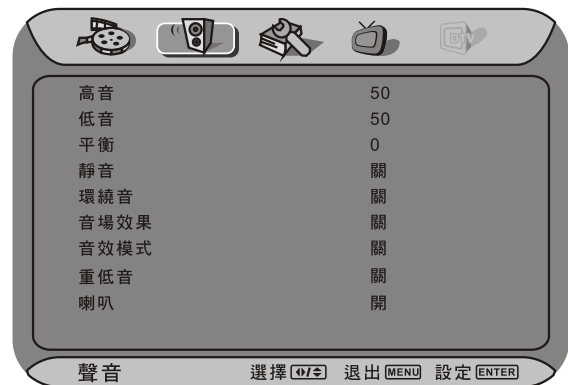 高音 50
低音 50
平衡 0
靜音 關
環繞音 關
音場效果 關
音效模式 關
重低音 關
喇叭 開
聲音 選擇 退出 MENU 設定 ENTER
DTV